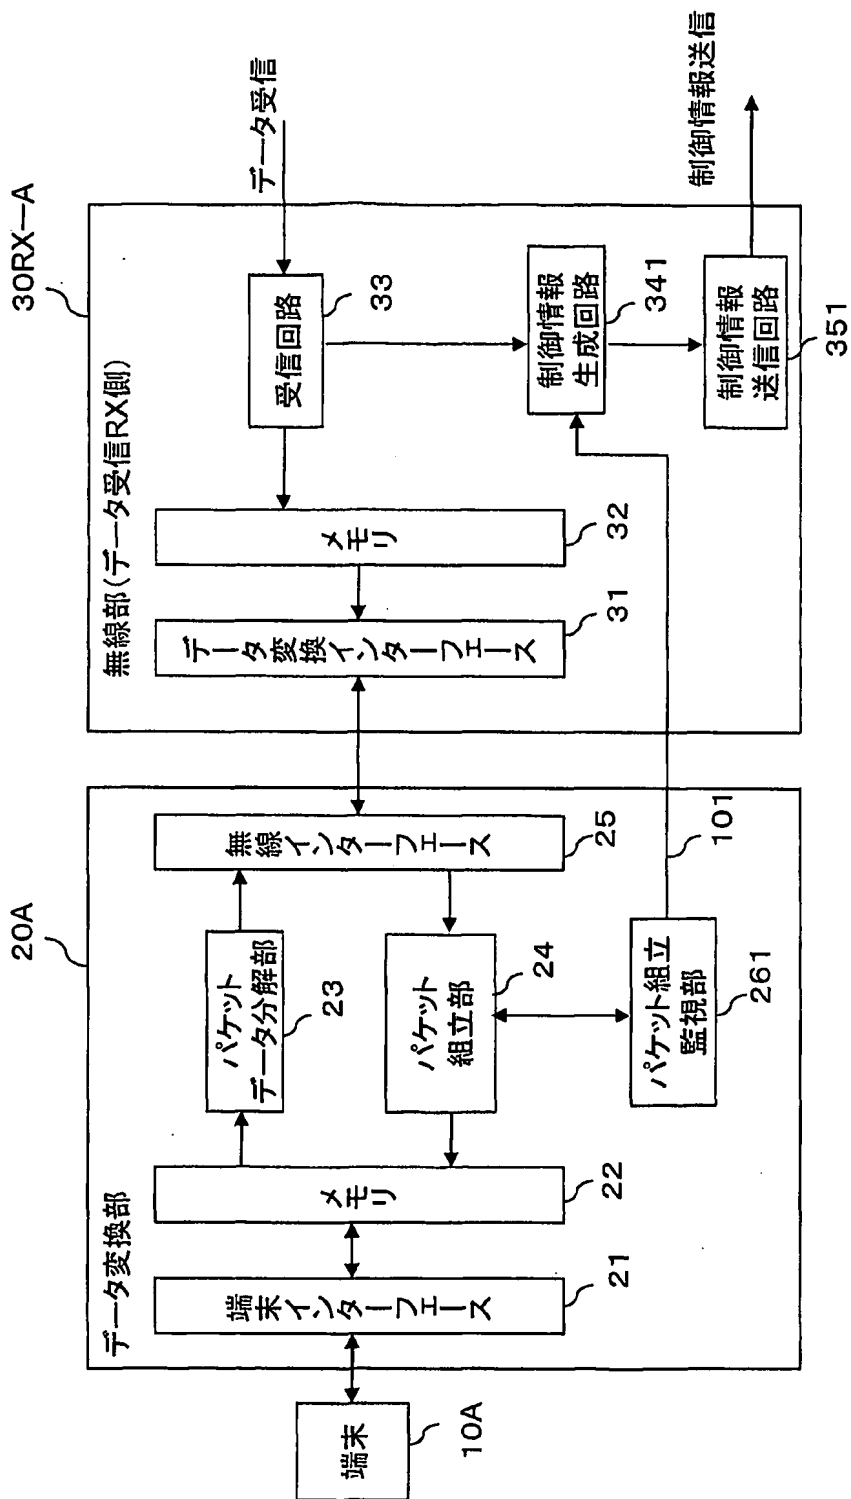 30RX—A
無線部(データ受信RX側)
データ受信
受信回路
33
制御情報
生成回路
341
制御情報
送信回路
351
制御情報送信
メモリ
32
データ変換インターフェース
31
20A
データ変換部
無線インターフェース
25
パケット
データ分解部
23
パケット
組立部
24
パケット組立
監視部
261
101
メモリ
22
端末インターフェース
21
端末
10A